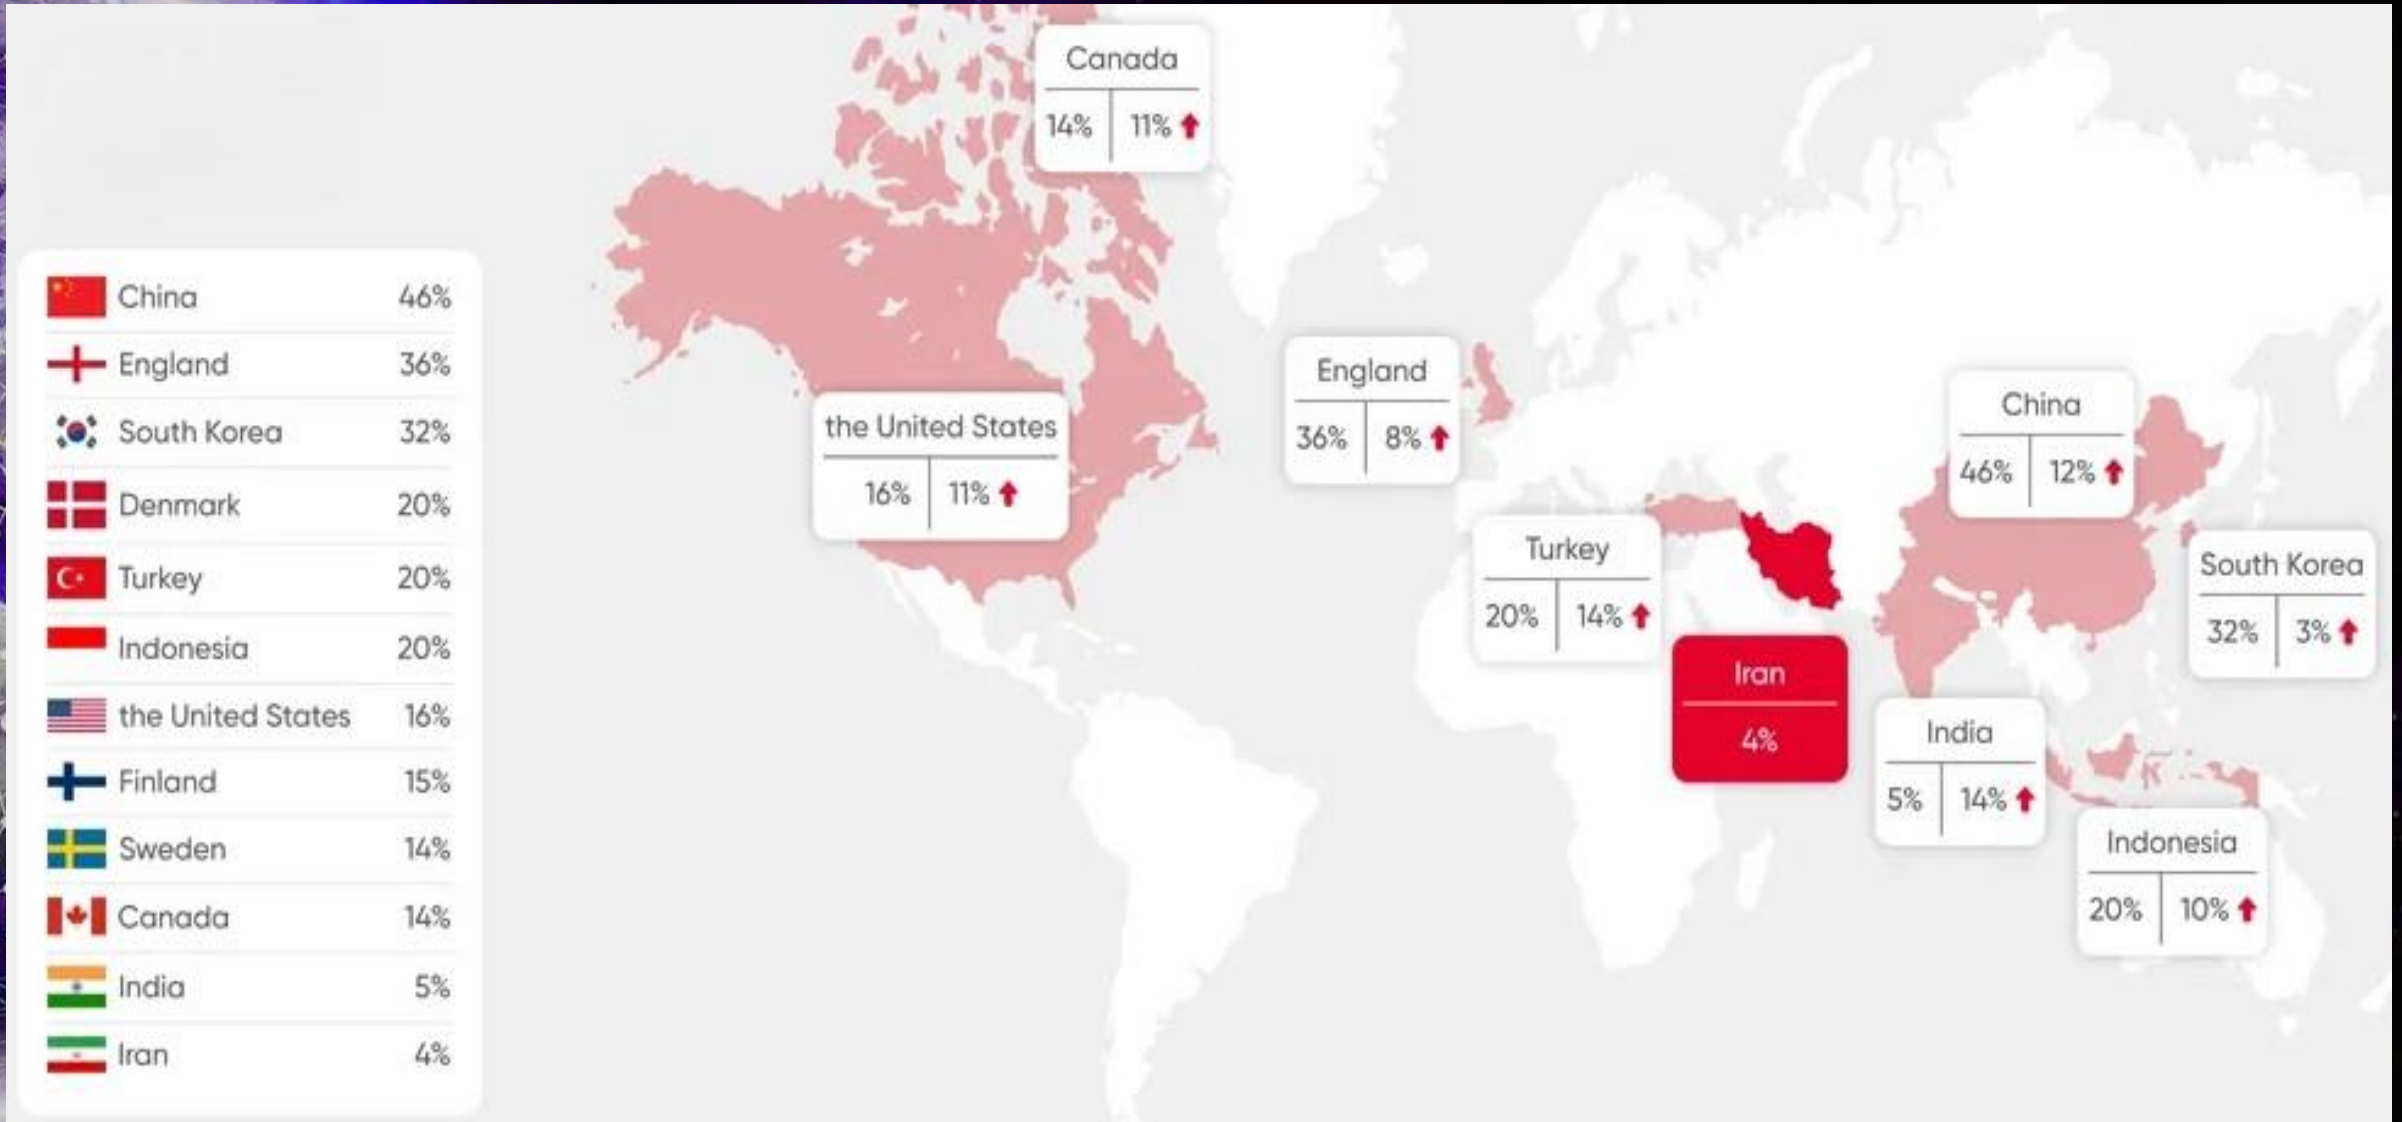 China 46%
England 36%
South Korea 32%
Denmark 20%
Turkey 20%
Indonesia 20%
the United States 16%
Finland 15%
Sweden 14%
Canada 14%
India 5%
Iran 4%
Canada
14% 11%
the United States
16% 11%
England
36% 8%
China
46% 12%
Turkey
20% 14%
South Korea
32% 3%
Iran
4%
India
5% 14%
Indonesia
20% 10%